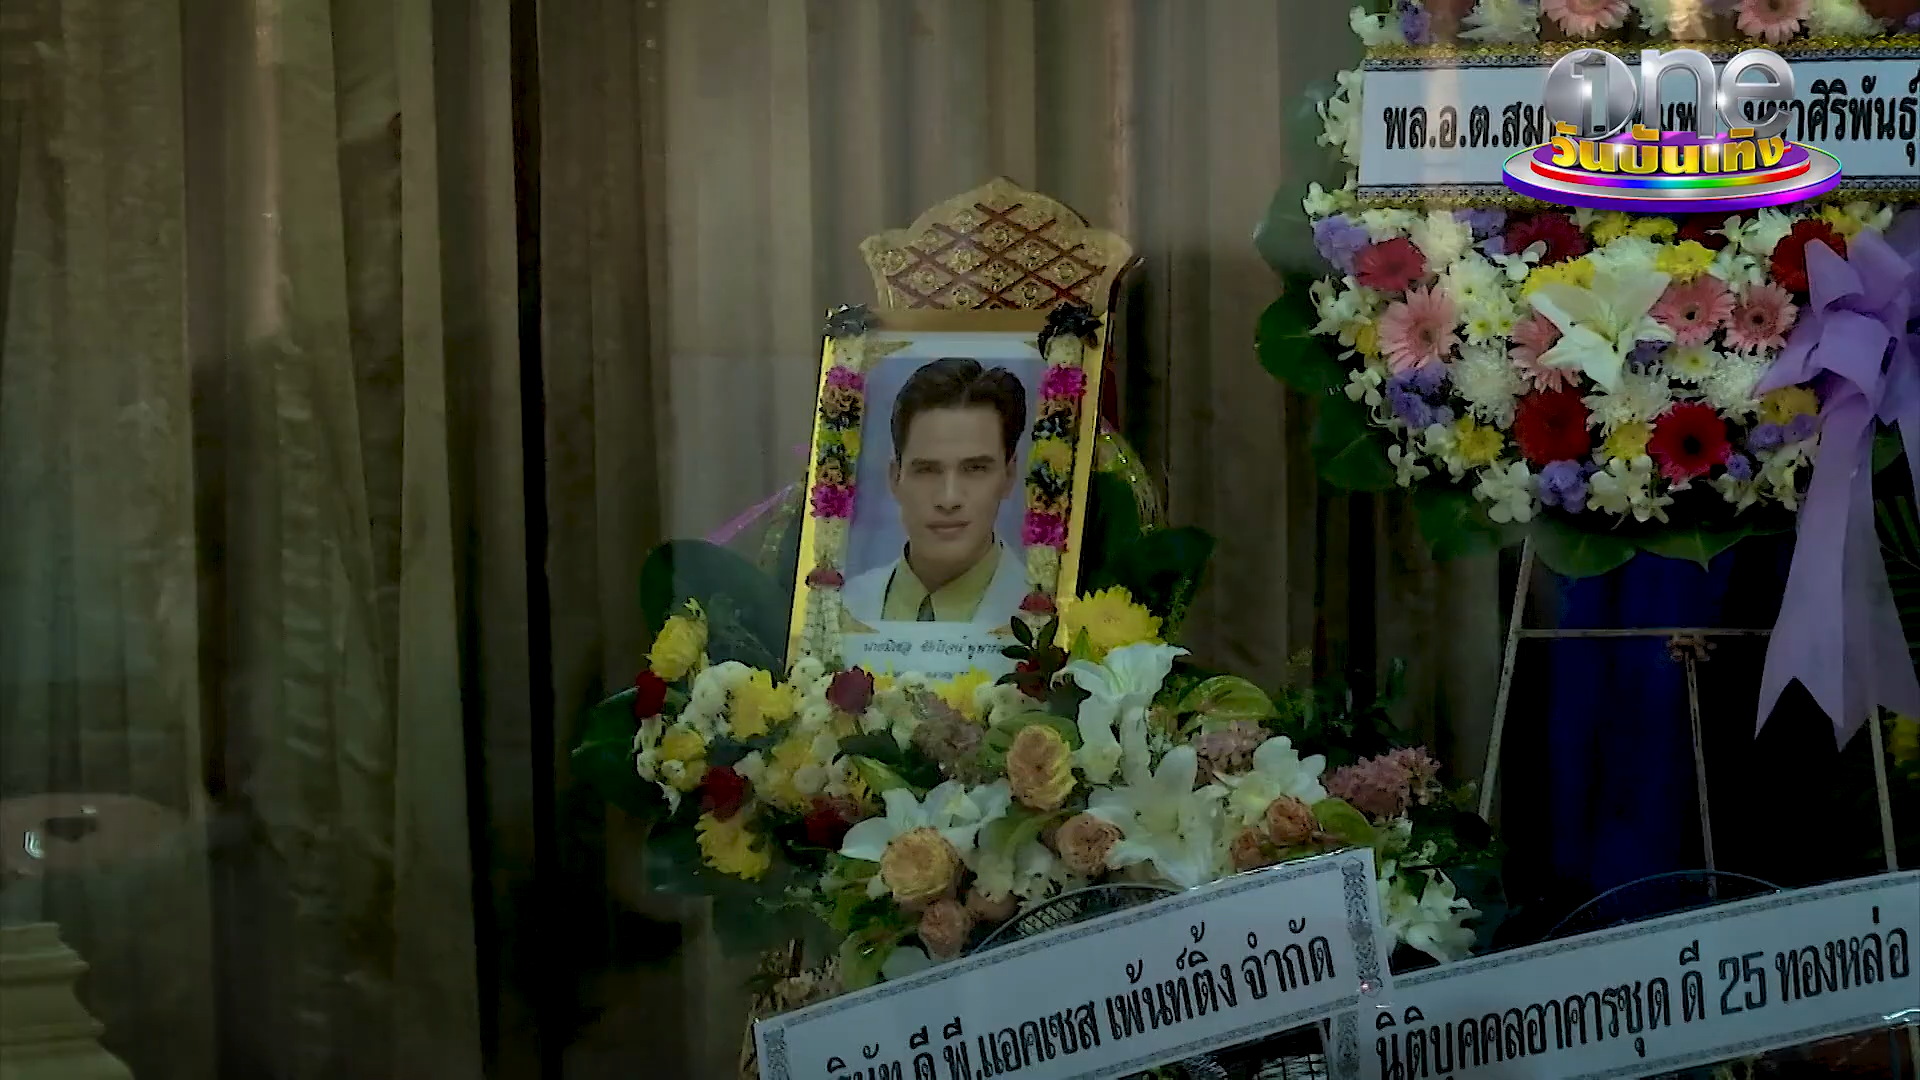 one
วันบันเทิง
พล.อ.ต.สม
ศิริพันธุ์
ดี.พี.แอคเซส เพ้นท์ติ้ง จำกัด
นิติบุคคลอาคารชุด ดี 25 ทองหล่อ